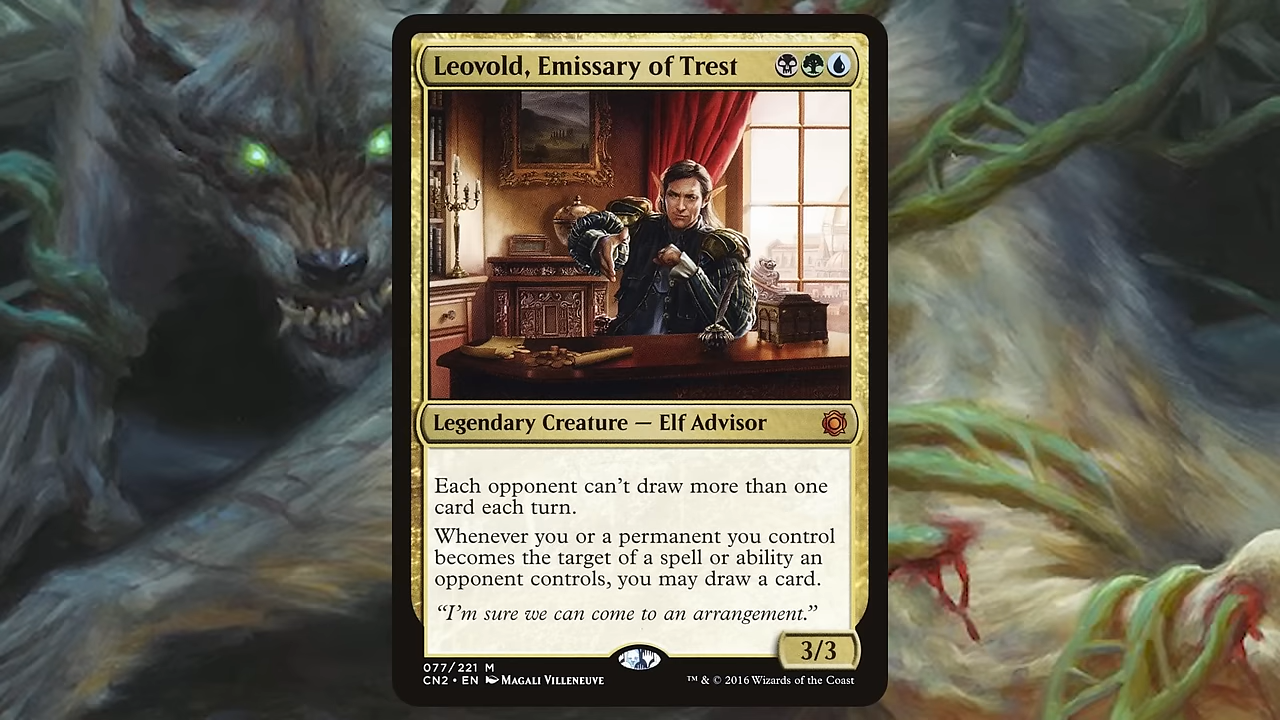 Leovold, Emissary of Trest
Legendary Creature — Elf Advisor
Each opponent can't draw more than one
card each turn.
Whenever you or a permanent you control
becomes the target of a spell or ability an
opponent controls, you may draw a card.
“I'm sure we can come to an arrangement.”
3/3
077/221 M
CN2 • EN Magali Villeneuve
™ & © 2016 Wizards of the Coast